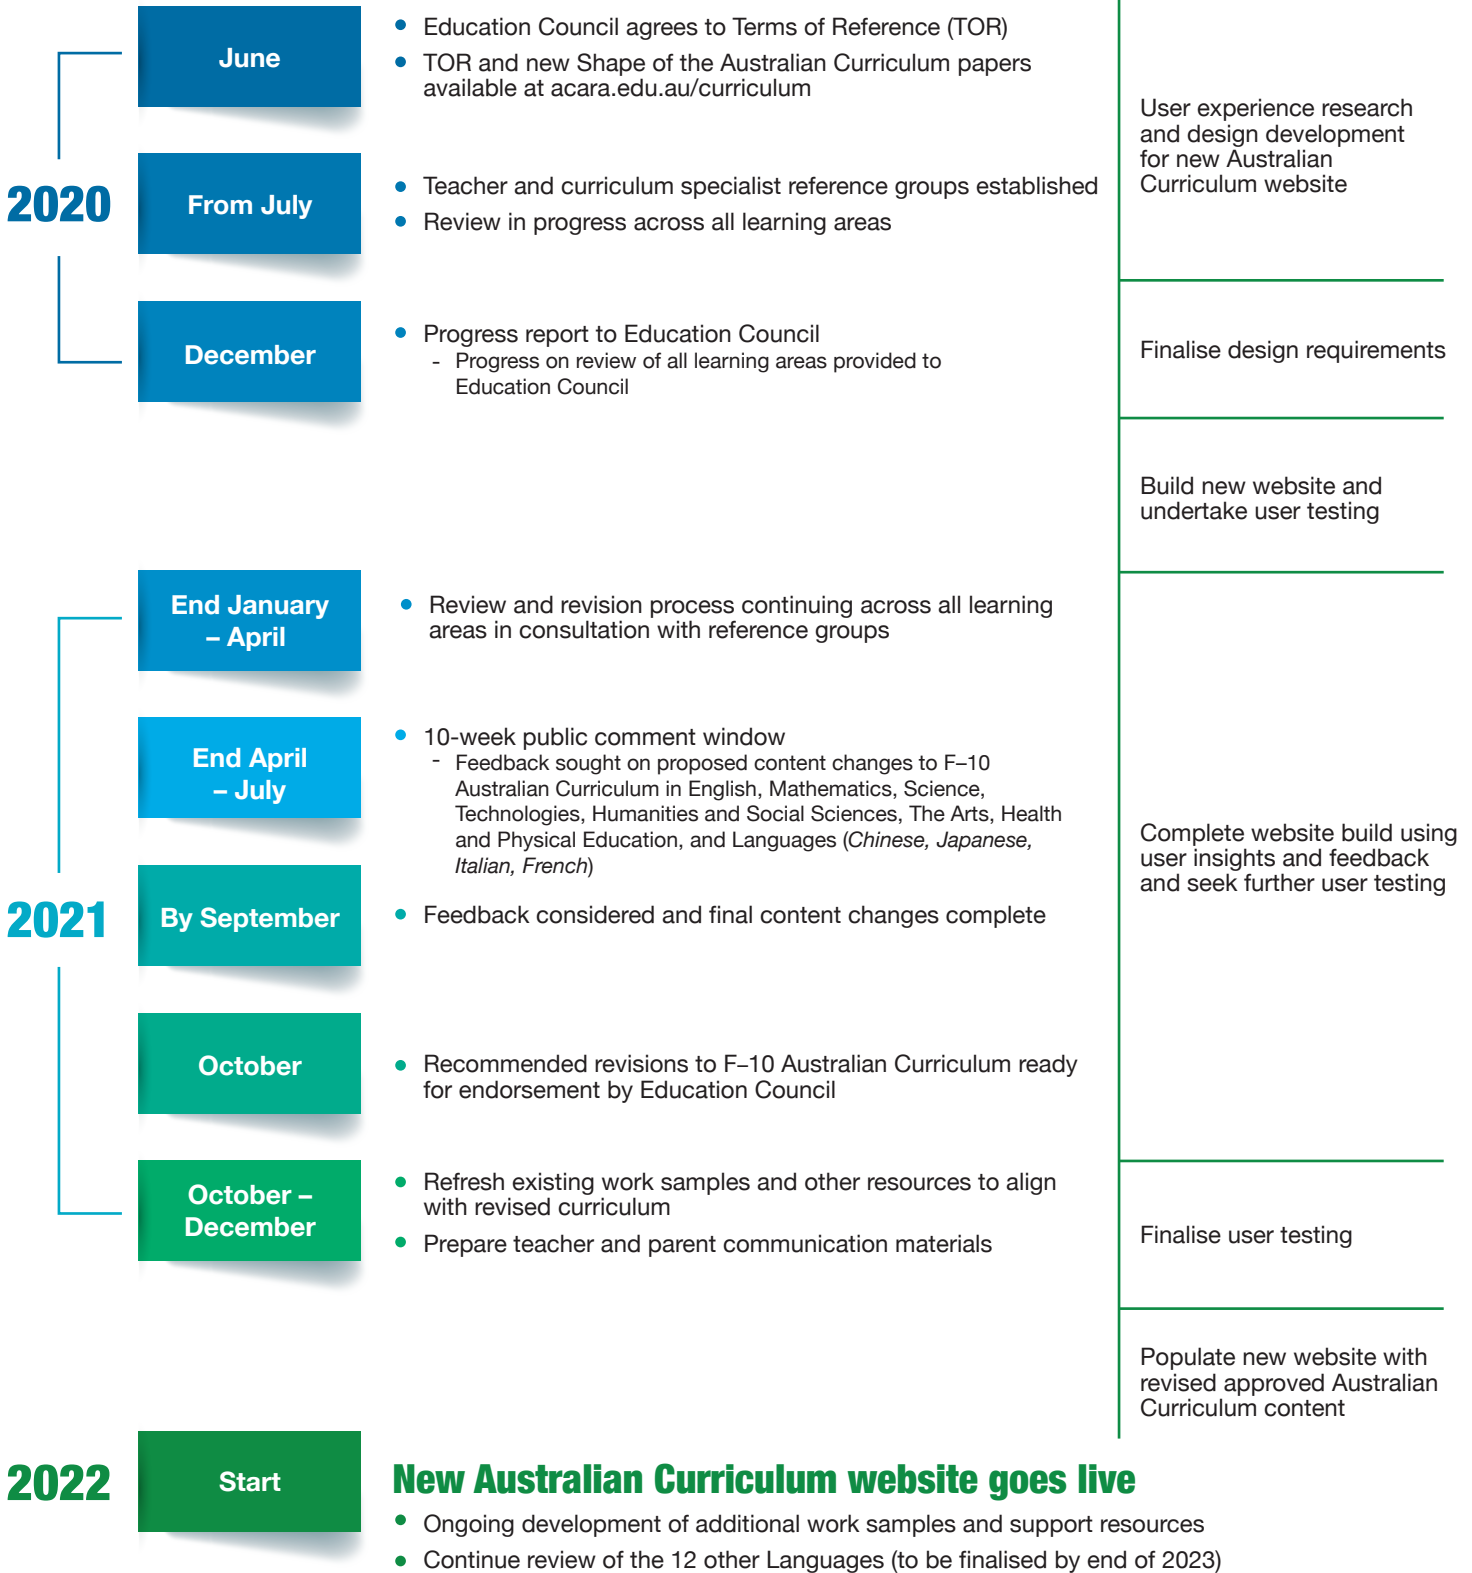 2020
June
Education Council agrees to Terms of Reference (TOR)
TOR and new Shape of the Australian Curriculum papers
available at acara.edu.au/curriculum
From July
Teacher and curriculum specialist reference groups established
Review in progress across all learning areas
December
Progress report to Education Council
- Progress on review of all learning areas provided to
Education Council
2021
End January
– April
Review and revision process continuing across all learning
areas in consultation with reference groups
End April
– July
10-week public comment window
- Feedback sought on proposed content changes to F–10
Australian Curriculum in English, Mathematics, Science,
Technologies, Humanities and Social Sciences, The Arts, Health
and Physical Education, and Languages (Chinese, Japanese,
Italian, French)
By September
Feedback considered and final content changes complete
October
Recommended revisions to F–10 Australian Curriculum ready
for endorsement by Education Council
October –
December
Refresh existing work samples and other resources to align
with revised curriculum
Prepare teacher and parent communication materials
User experience research
and design development
for new Australian
Curriculum website
Finalise design requirements
Build new website and
undertake user testing
Complete website build using
user insights and feedback
and seek further user testing
Finalise user testing
Populate new website with
revised approved Australian
Curriculum content
2022
Start
New Australian Curriculum website goes live
Ongoing development of additional work samples and support resources
Continue review of the 12 other Languages (to be finalised by end of 2023)